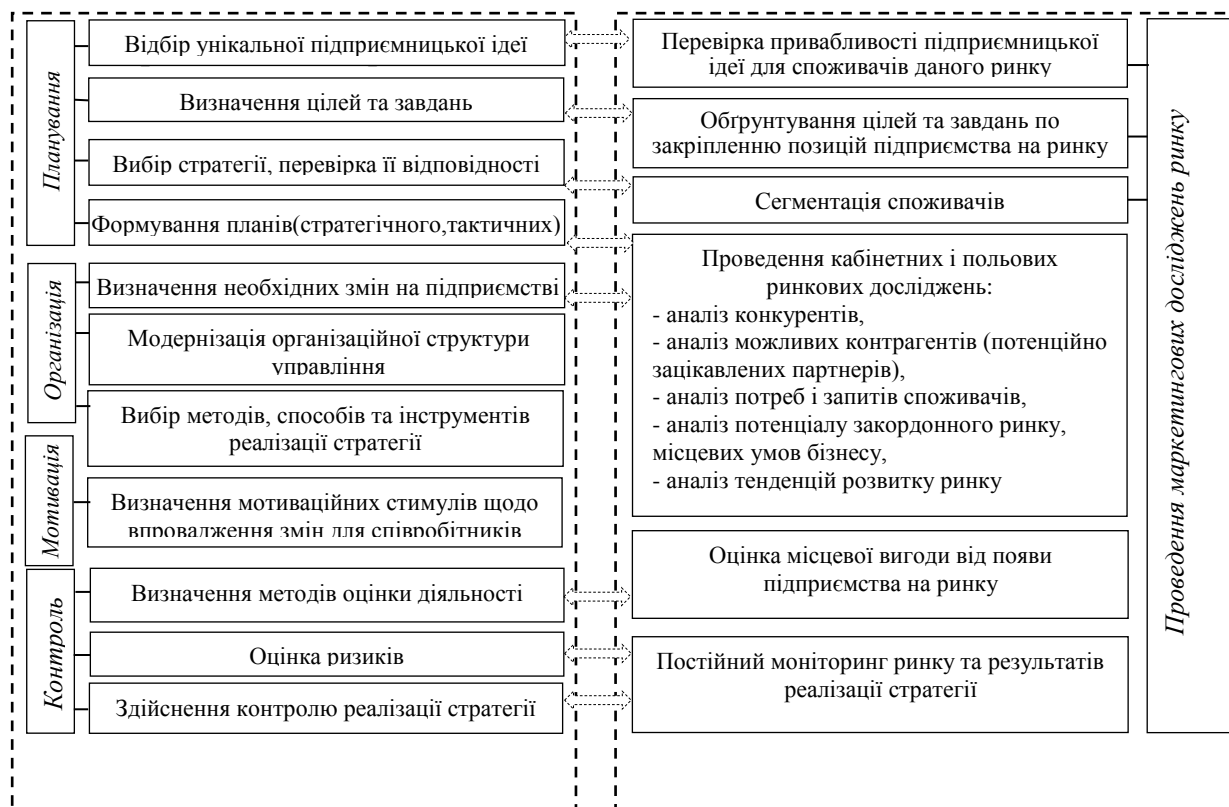 Планування
Відбір унікальної підприємницької ідеї
Визначення цілей та завдань
Вибір стратегії, перевірка її відповідності
Формування планів(стратегічного,тактичних)
Організація
Визначення необхідних змін на підприємстві
Модернізація організаційної структури
управління
Вибір методів, способів та інструментів
реалізації стратегії
Мотивація
Визначення мотиваційних стимулів щодо
впровадження змін для співробітників
Контроль
Визначення методів оцінки діяльності
Оцінка ризиків
Здійснення контролю реалізації стратегії
Перевірка привабливості підприємницької
ідеї для споживачів даного ринку
Обґрунтування цілей та завдань по
закріпленню позицій підприємства на ринку
Сегментація споживачів
Проведення кабінетних і польових
ринкових досліджень:
- аналіз конкурентів,
- аналіз можливих контрагентів (потенційно
зацікавлених партнерів),
- аналіз потреб і запитів споживачів,
- аналіз потенціалу закордонного ринку,
місцевих умов бізнесу,
- аналіз тенденцій розвитку ринку
Оцінка місцевої вигоди від появи
підприємства на ринку
Постійний моніторинг ринку та результатів
реалізації стратегії
Проведення маркетингових досліджень ринку